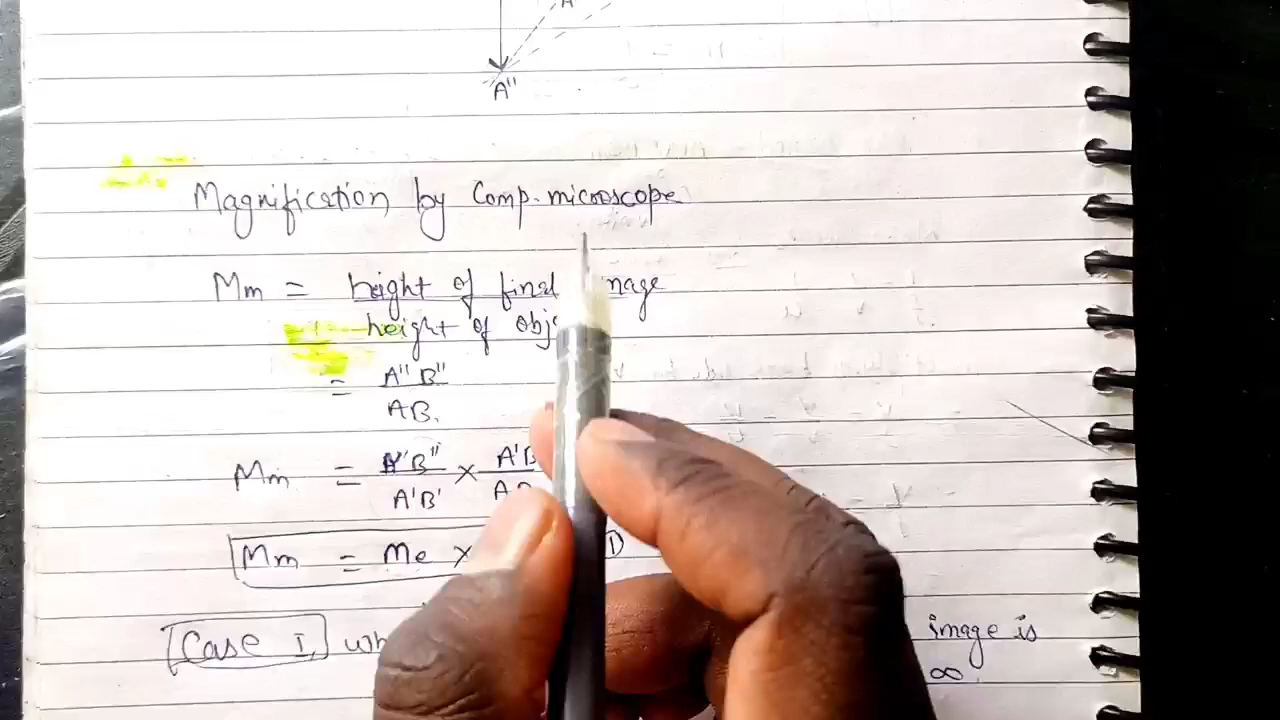 A'
A"
Magnification by Comp. microscope
Mm = height of final image
height of obj
= A" B"
AB.
Mm = A"B" × A'B
A'B' A
Mm = Me × 1
Case I, wh image is
∞